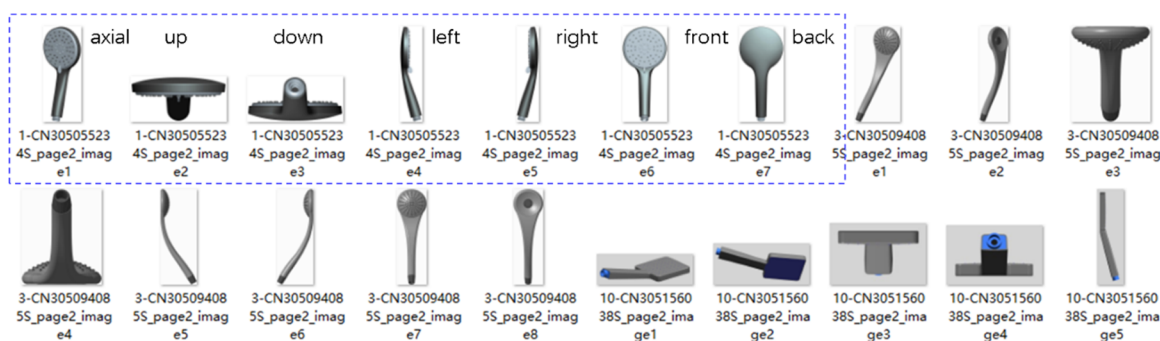 axial up down left right front back
1-CN30505523 1-CN30505523 1-CN30505523 1-CN30505523 1-CN30505523 1-CN30505523 1-CN30505523 3-CN30509408 3-CN30509408 3-CN30509408
4S_page2_imag 4S_page2_imag 4S_page2_imag 4S_page2_imag 4S_page2_imag 4S_page2_imag 4S_page2_imag 5S_page2_imag 5S_page2_imag 5S_page2_imag
e1 e2 e3 e4 e5 e6 e7 e1 e2 e3
3-CN30509408 3-CN30509408 3-CN30509408 3-CN30509408 3-CN30509408 10-CN3051560 10-CN3051560 10-CN3051560 10-CN3051560 10-CN3051560
5S_page2_imag 5S_page2_imag 5S_page2_imag 5S_page2_imag 5S_page2_imag 38S_page2_ima 38S_page2_ima 38S_page2_ima 38S_page2_ima 38S_page2_ima
e4 e5 e6 e7 e8 ge1 ge2 ge3 ge4 ge5